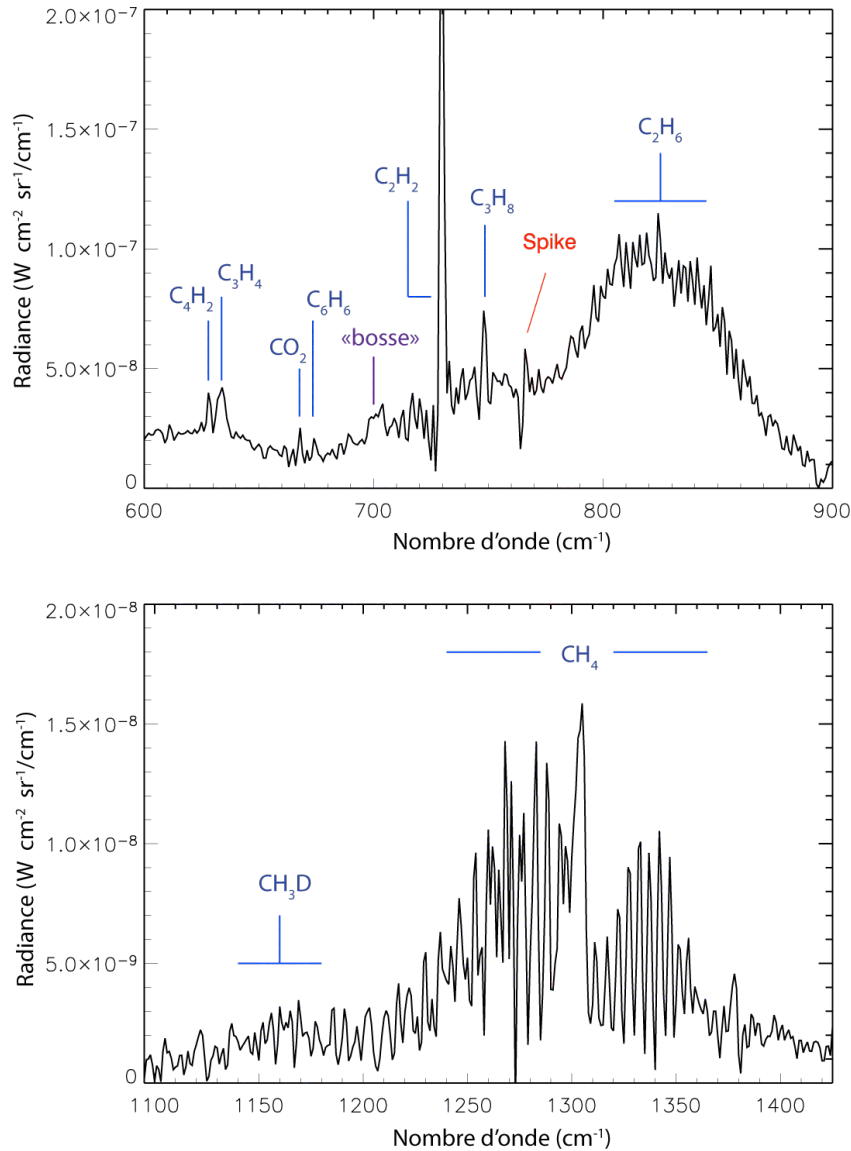 2.0×10⁻⁷
1.5×10⁻⁷
1.0×10⁻⁷
5.0×10⁻⁸
0
Radiance (W cm⁻² sr⁻¹/cm⁻¹)
C₄H₂
C₃H₄
CO₂
C₆H₆
«bosse»
C₂H₂
C₃H₈
Spike
C₂H₆
600 700 800 900
Nombre d'onde (cm⁻¹)
2.0×10⁻⁸
1.5×10⁻⁸
1.0×10⁻⁸
5.0×10⁻⁹
0
Radiance (W cm⁻² sr⁻¹/cm⁻¹)
CH₃D
CH₄
1100 1150 1200 1250 1300 1350 1400
Nombre d'onde (cm⁻¹)